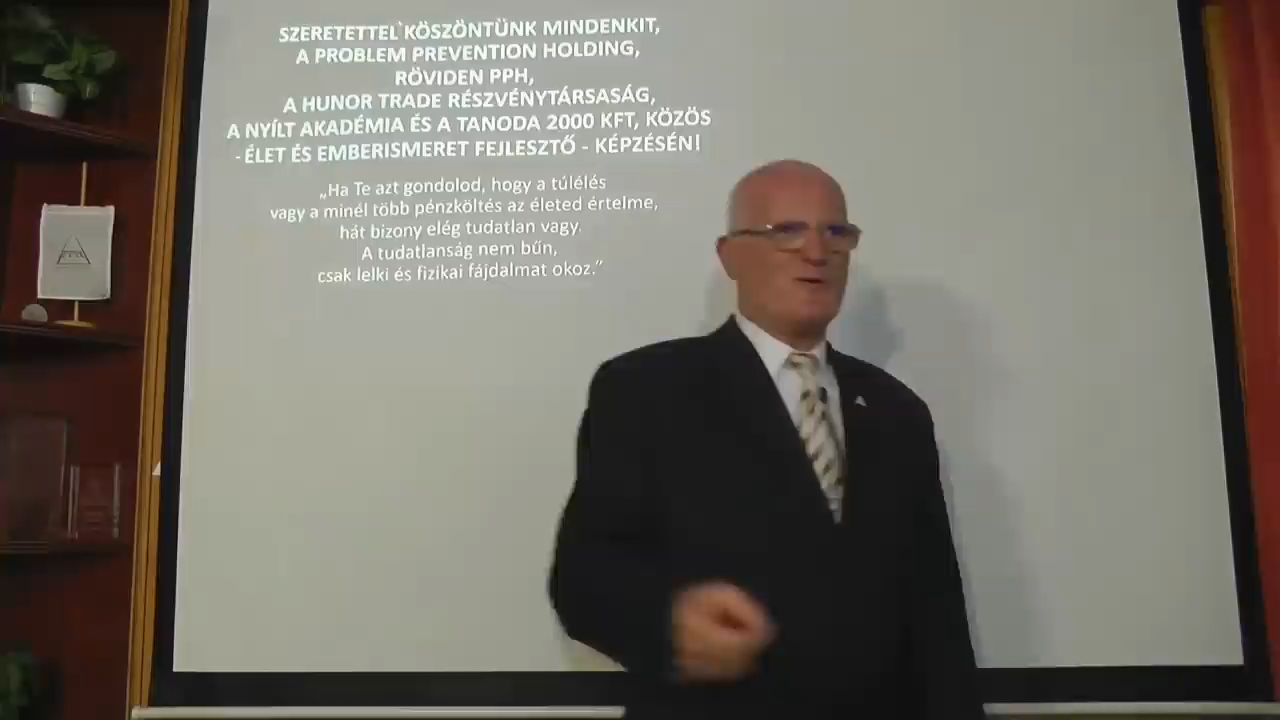 SZERETETTEL KÖSZÖNTÜNK MINDENKIT,
A PROBLEM PREVENTION HOLDING,
RÖVIDEN PPH,
A HUNOR TRADE RÉSZVÉNYTÁRSASÁG,
A NYÍLT AKADÉMIA ÉS A TANODA 2000 KFT, KÖZÖS
- ÉLET ÉS EMBERISMERET FEJLESZTŐ - KÉPZÉSÉN!
„Ha Te azt gondolod, hogy a túlélés
vagy a minél több pénzköltés az életed értelme,
hát bizony elég tudatlan vagy.
A tudatlanság nem bűn,
csak lelki és fizikai fájdalmat okoz.”